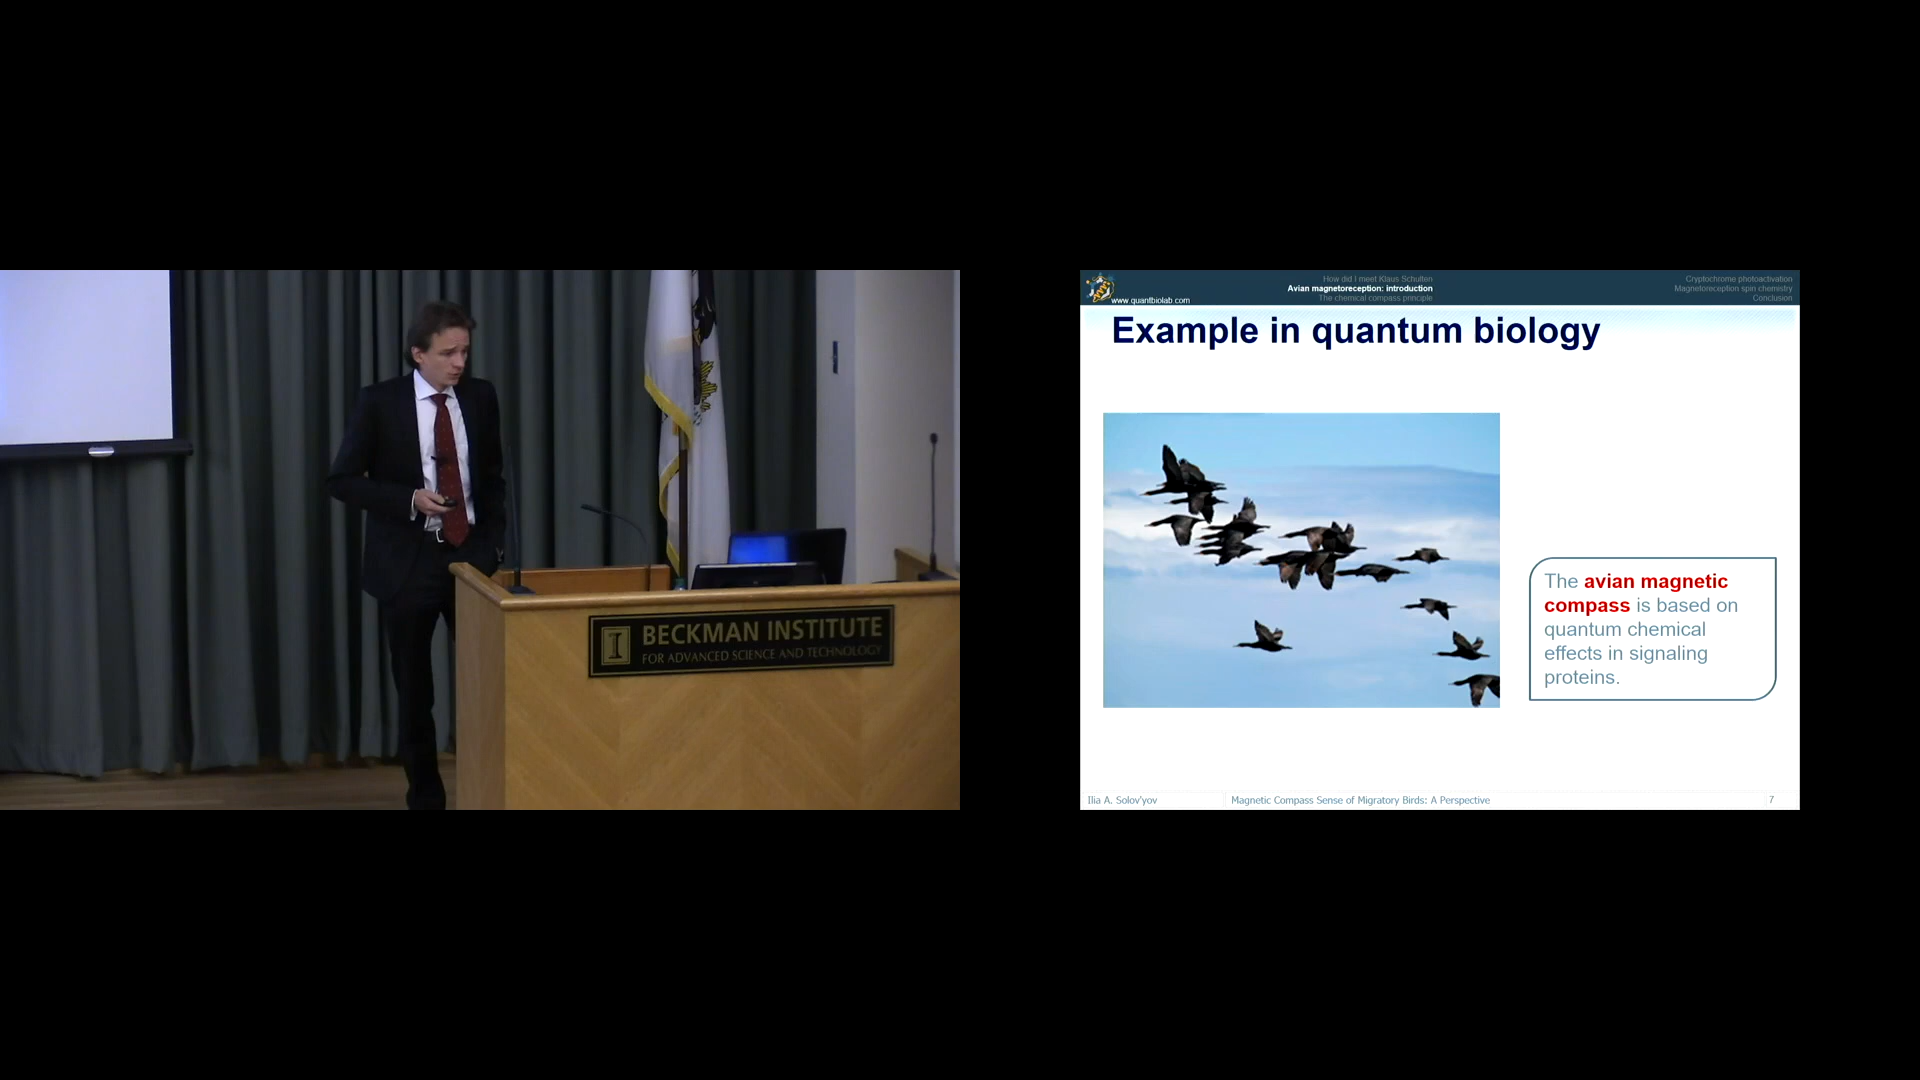 BECKMAN INSTITUTE
FOR ADVANCED SCIENCE AND TECHNOLOGY
www.quantbiolab.com
How did I meet Klaus Schulten
Avian magnetoreception: introduction
The chemical compass principle
Cryptochrome photoactivation
Magnetoreception spin chemistry
Conclusion
Example in quantum biology
The avian magnetic
compass is based on
quantum chemical
effects in signaling
proteins.
Ilia A. Solov'yov
Magnetic Compass Sense of Migratory Birds: A Perspective
7